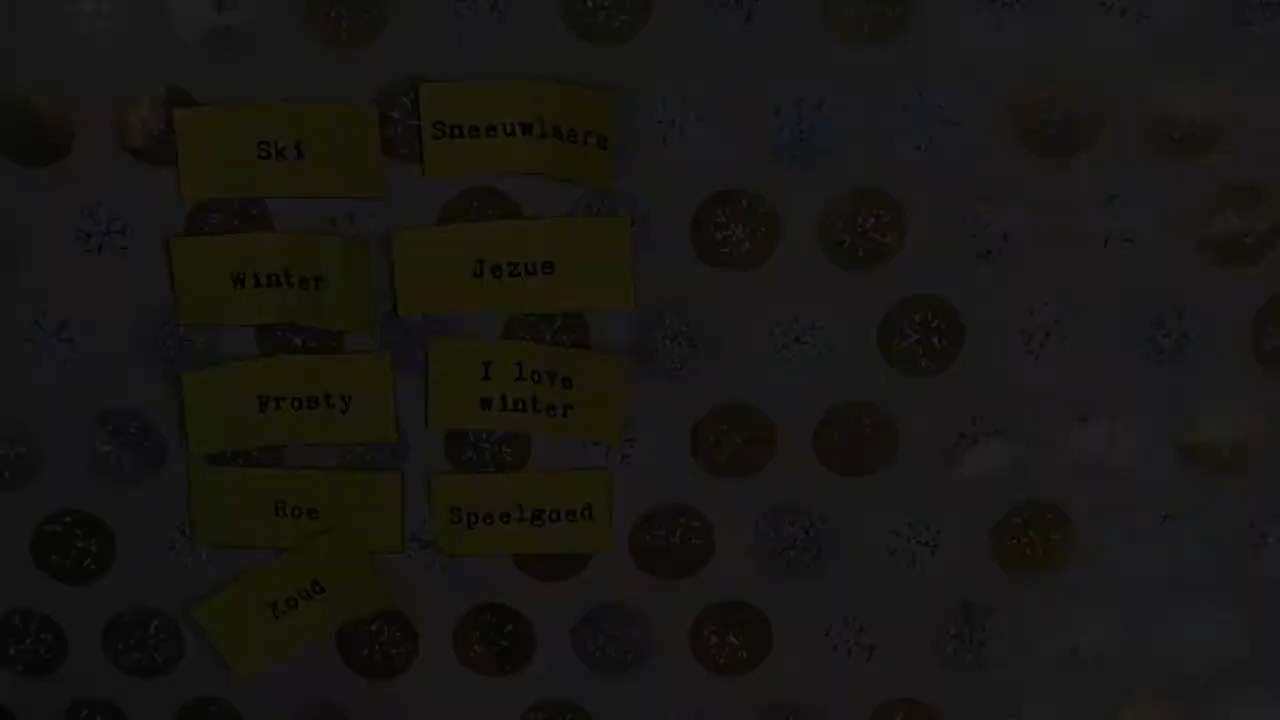 Ski
Sneeuwlaars
Winter
Jezus
Frosty
I love
winter
Roe
Speelgoed
Koud